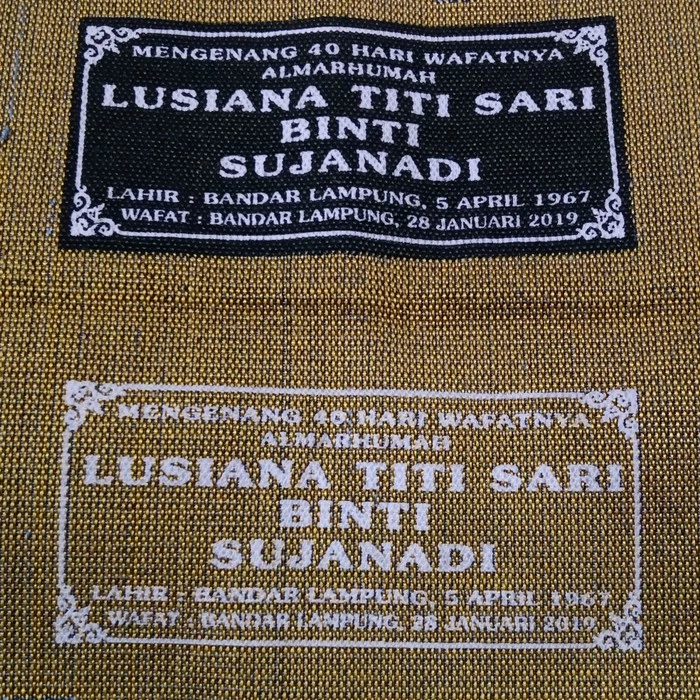 MENGENANG 40 HARI WAFATNYA
ALMARHUMAH
LUSIANA TITI SARI
BINTI
SUJANADI
LAHIR : BANDAR LAMPUNG, 5 APRIL 1967
WAFAT : BANDAR LAMPUNG, 28 JANUARI 2019
MENGENANG 40 HARI WAFATNYA
ALMARHUMAH
LUSIANA TITI SARI
BINTI
SUJANADI
LAHIR : BANDAR LAMPUNG, 5 APRIL 1967
WAFAT : BANDAR LAMPUNG, 28 JANUARI 2019